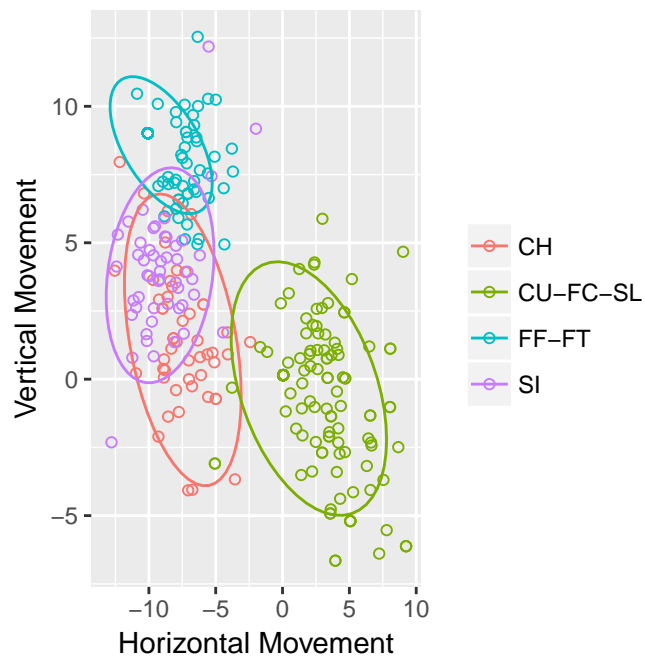 10
5
0
−5
−10
−5
0
5
10
Horizontal Movement
Vertical Movement
CH
CU−FC−SL
FF−FT
SI